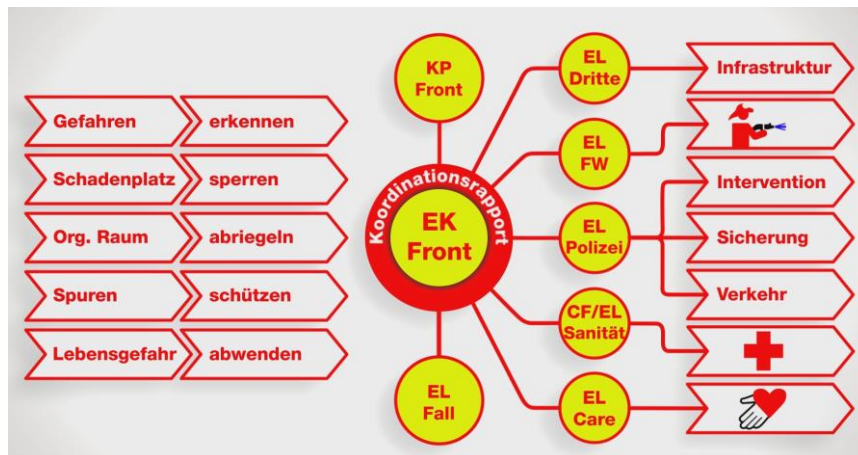 Gefahren erkennen
Schadenplatz sperren
Org. Raum abriegeln
Spuren schützen
Lebensgefahr abwenden
KP
Front
Koordinationsrapport
EK
Front
EL
Fall
EL
Dritte
Infrastruktur
EL
FW
EL
Polizei
Intervention
Sicherung
Verkehr
CF/EL
Sanität
EL
Care